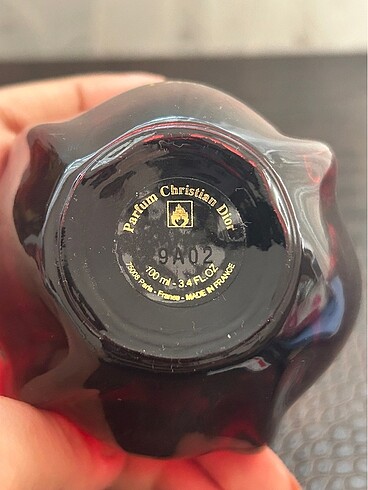 Parfum Christian Dior
9A02
100 ml - 3.4 FL.OZ
75008 Paris - France - MADE IN FRANCE